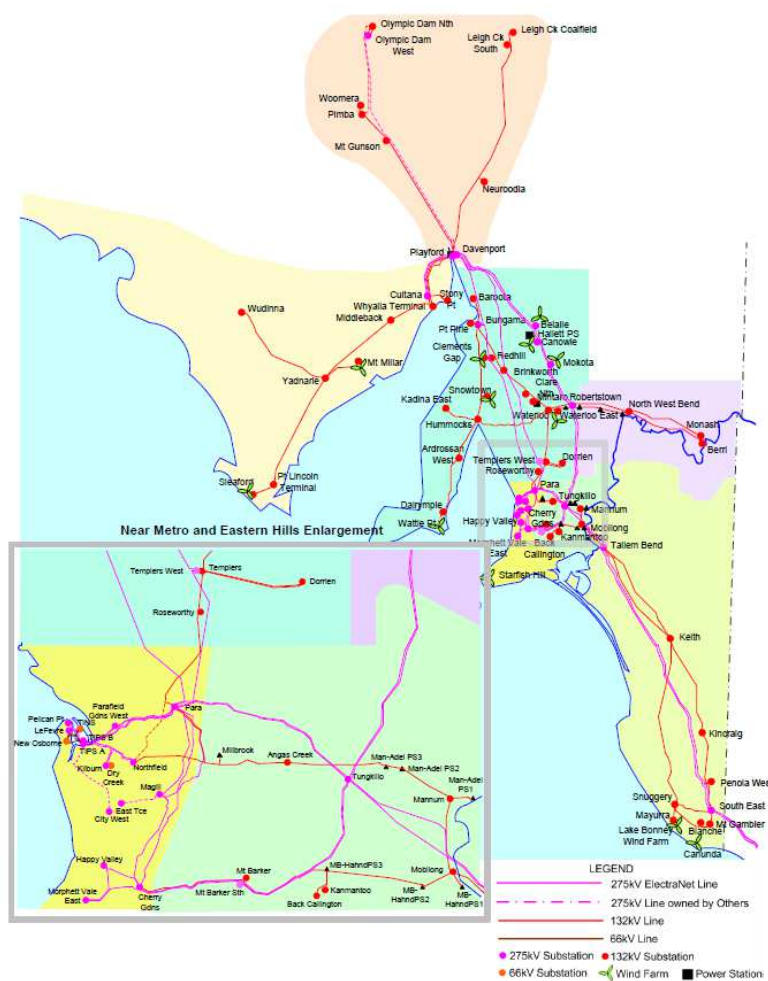 Olympic Dam Nth
Olympic Dam
West
Leigh Ck Coalfield
Leigh Ck
South
Woomera
Pimba
Mt Gunson
Neuroodla
Playford
Davenport
Cultana
Stony
Pt
Whyalla Terminal
Middleback
Wudinna
Baroota
Bungama
Pt Pirie
Belalie
Hallett PS
Canowie
Clements
Gap
Redhill
Mokota
Brinkworth
Mt Millar
Yadnarie
Clare
Nth
Snowtown
Mintaro
Robertstown
North West Bend
Kadina East
Waterloo
Waterloo East
Hummocks
Monash
Berri
Ardrossan
West
Templers West
Dorrien
Roseworthy
Sleaford
Pt Lincoln
Terminal
Para
Tungkillo
Mannum
Dalrymple
Wattle Pt
Happy Valley
Cherry
Gdns
Mobilong
Kanmantoo
Morphett Vale
East
Back
Callington
Tailem Bend
Starfish Hill
Keith
Kincraig
Penola West
Snuggery
South East
Mayurra
Mt Gambler
Lake Bonney
Wind Farm
Blanche
Canunda
Near Metro and Eastern Hills Enlargement
Templers West
Templers
Dorrien
Roseworthy
Parafield
Gdns West
Para
Pelican Pt
TINS
LeFevre
TIPS B
New Osborne
TIPS A
Kilburn
Dry
Creek
Northfield
Millbrook
Angas Creek
Man-Adel PS3
Man-Adel PS2
Man-Adel
PS1
Tungkillo
Magill
East Tce
City West
Mannum
Happy Valley
Mt Barker
MB-HahndPS3
Mobilong
Morphett Vale
East
Cherry
Gdns
Mt Barker Sth
Kanmantoo
Back Callington
MB-
HahndPS2
MB-
HahndPS1
LEGEND
275kV ElectraNet Line
275kV Line owned by Others
132kV Line
66kV Line
275kV Substation
132kV Substation
66kV Substation
Wind Farm
Power Station